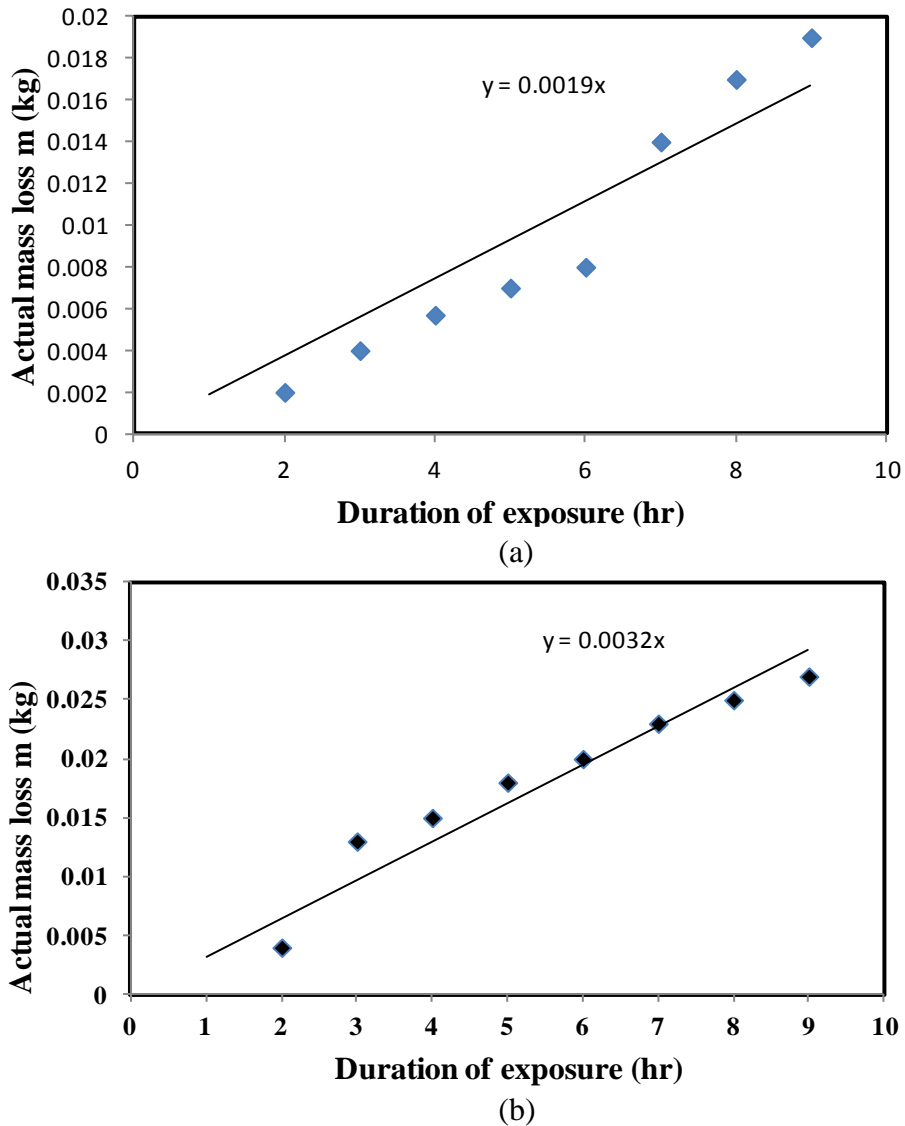 0.02
0.018
0.016
0.014
0.012
0.01
0.008
0.006
0.004
0.002
0
Actual mass loss m (kg)
y = 0.0019x
0 2 4 6 8 10
Duration of exposure (hr)
(a)
0.035
0.03
0.025
0.02
0.015
0.01
0.005
0
Actual mass loss m (kg)
y = 0.0032x
0 1 2 3 4 5 6 7 8 9 10
Duration of exposure (hr)
(b)